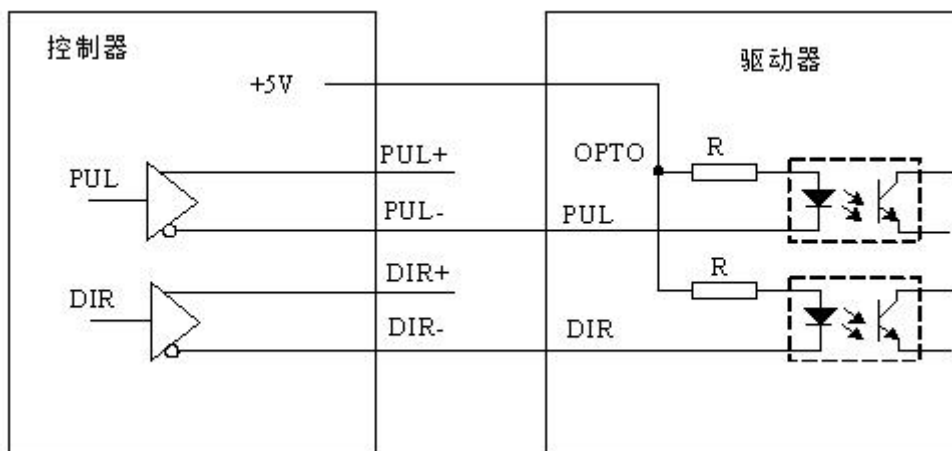 控制器
驱动器
+5V
PUL+
OPTO
R
PUL
PUL-
PUL
R
DIR+
DIR
DIR-
DIR